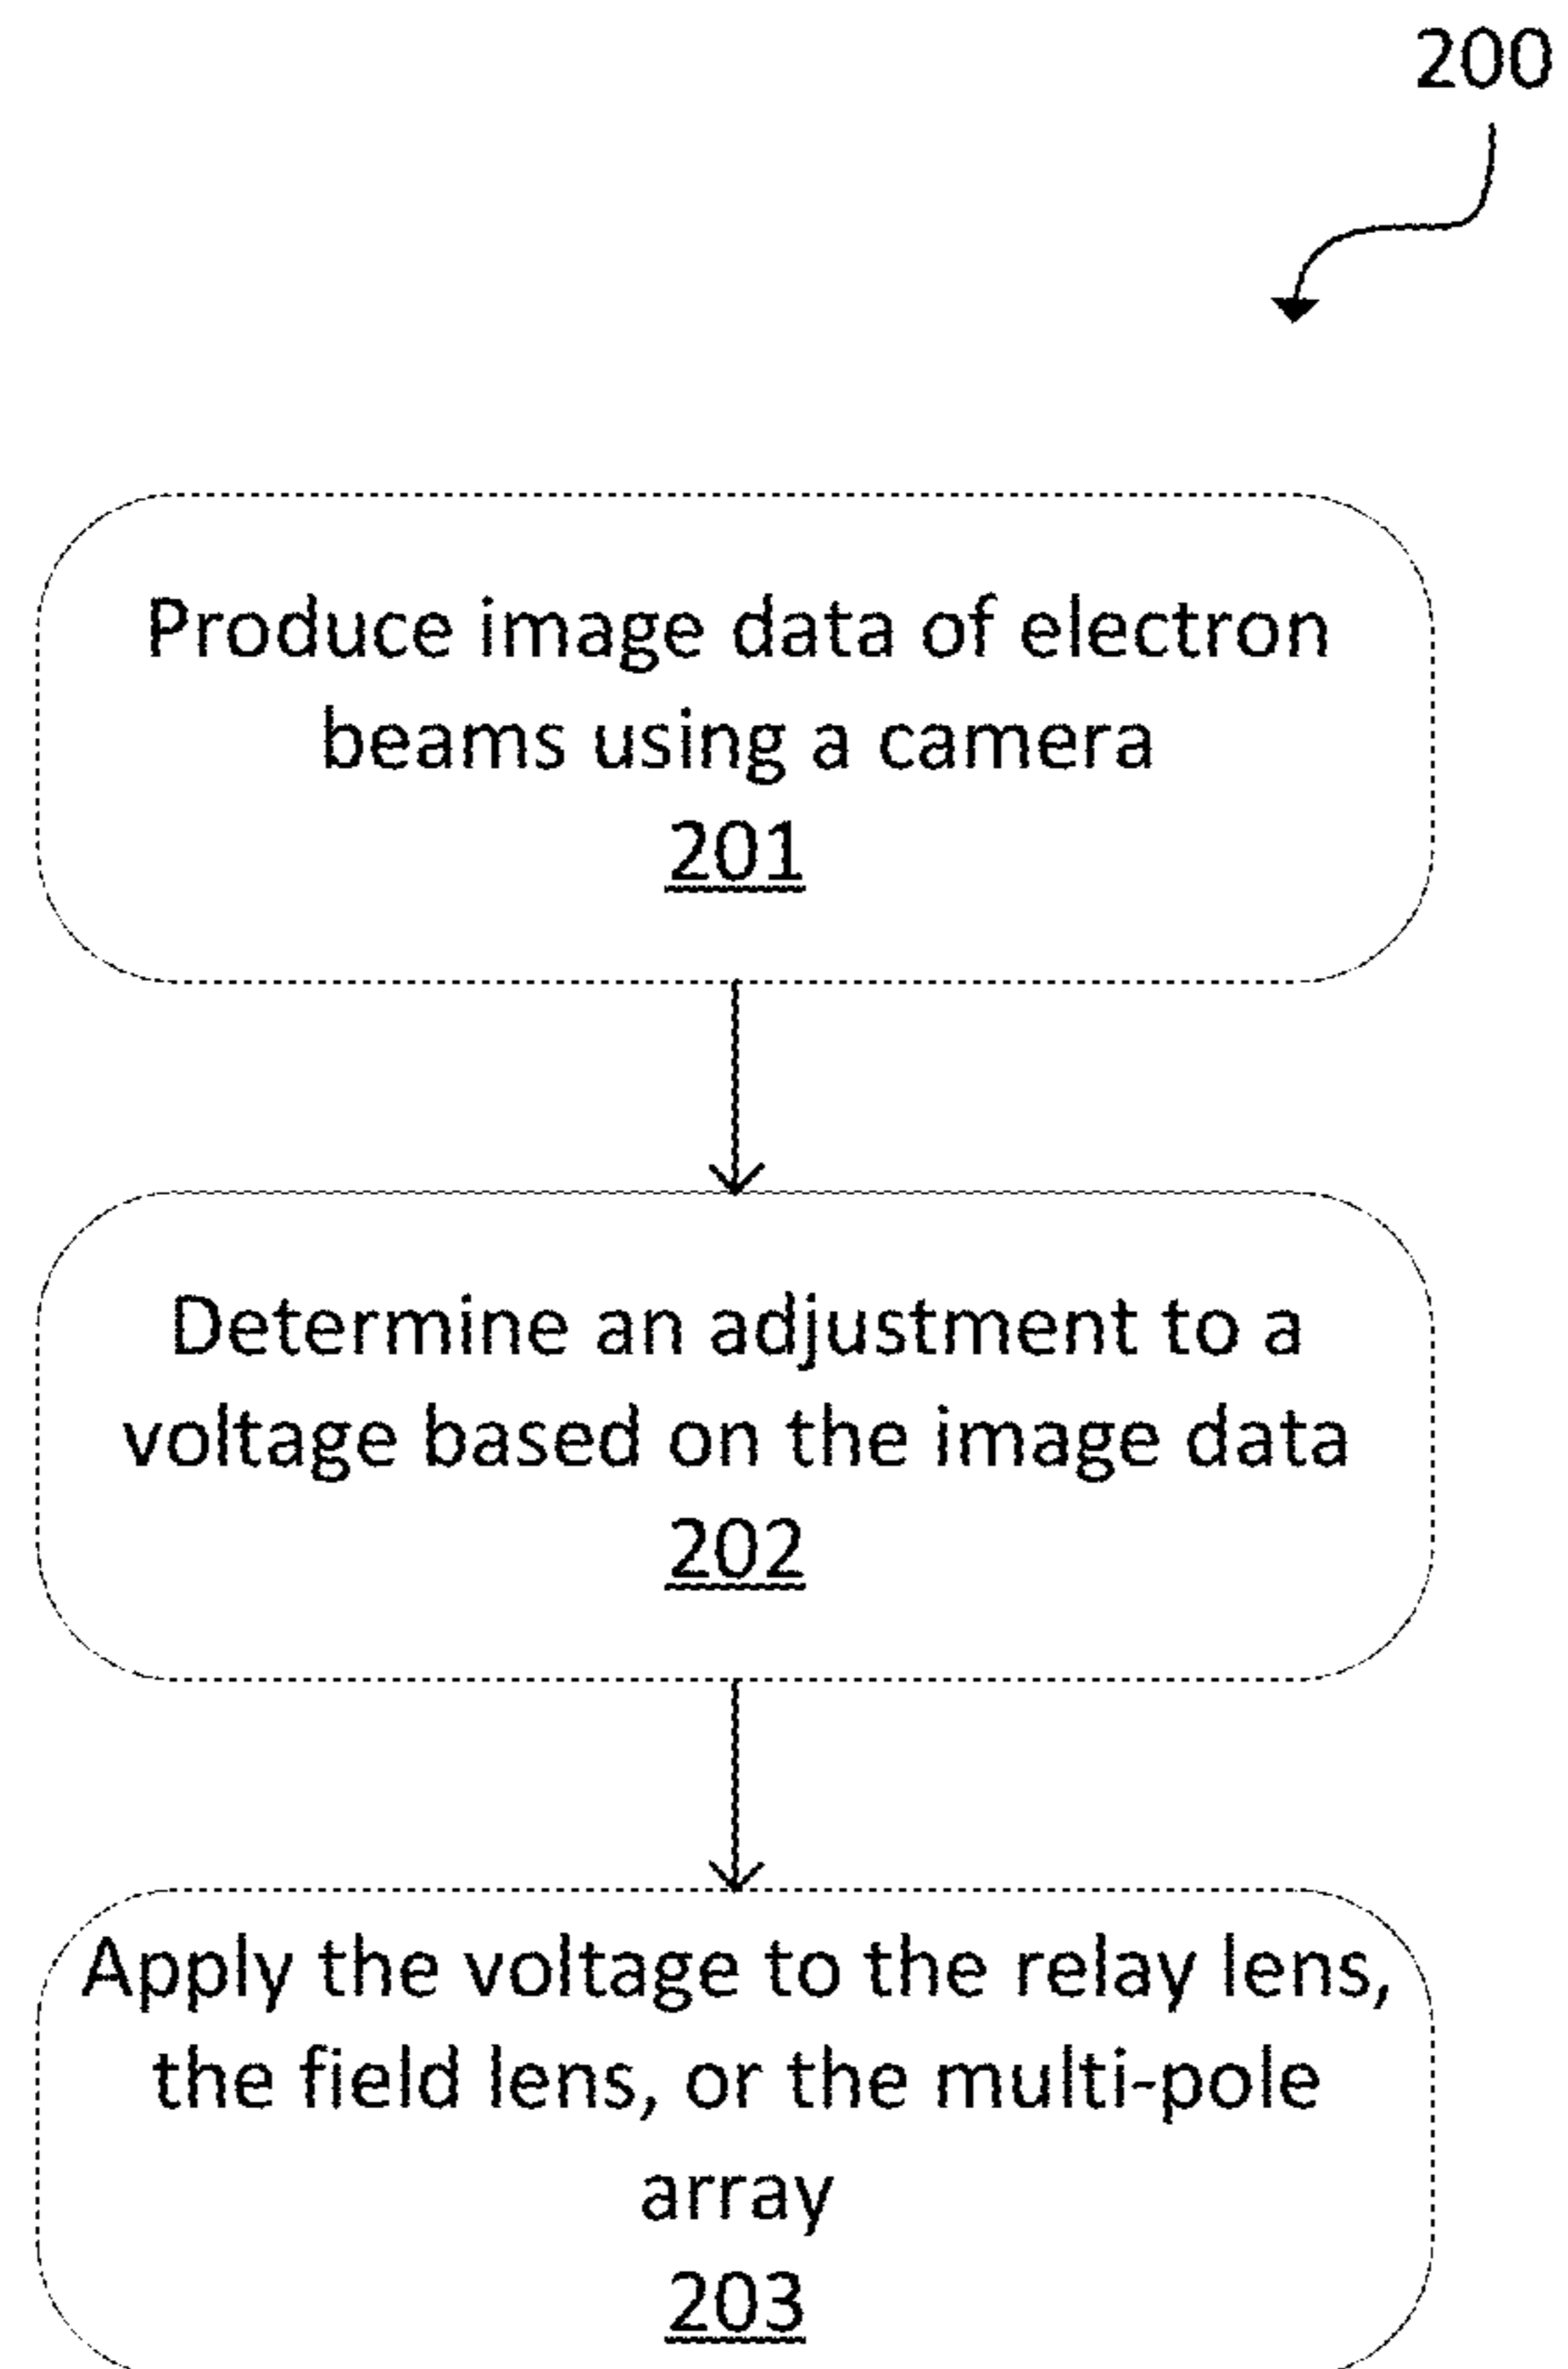 200
Produce image data of electron
beams using a camera
201
Determine an adjustment to a
voltage based on the image data
202
Apply the voltage to the relay lens,
the field lens, or the multi-pole
array
203